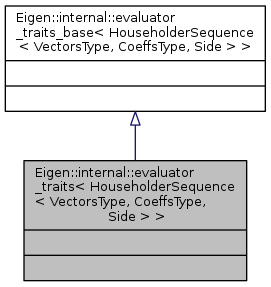 Eigen::internal::evaluator
_traits_base< HouseholderSequence
< VectorsType, CoeffsType, Side > >
Eigen::internal::evaluator
_traits< HouseholderSequence
< VectorsType, CoeffsType,
Side > >